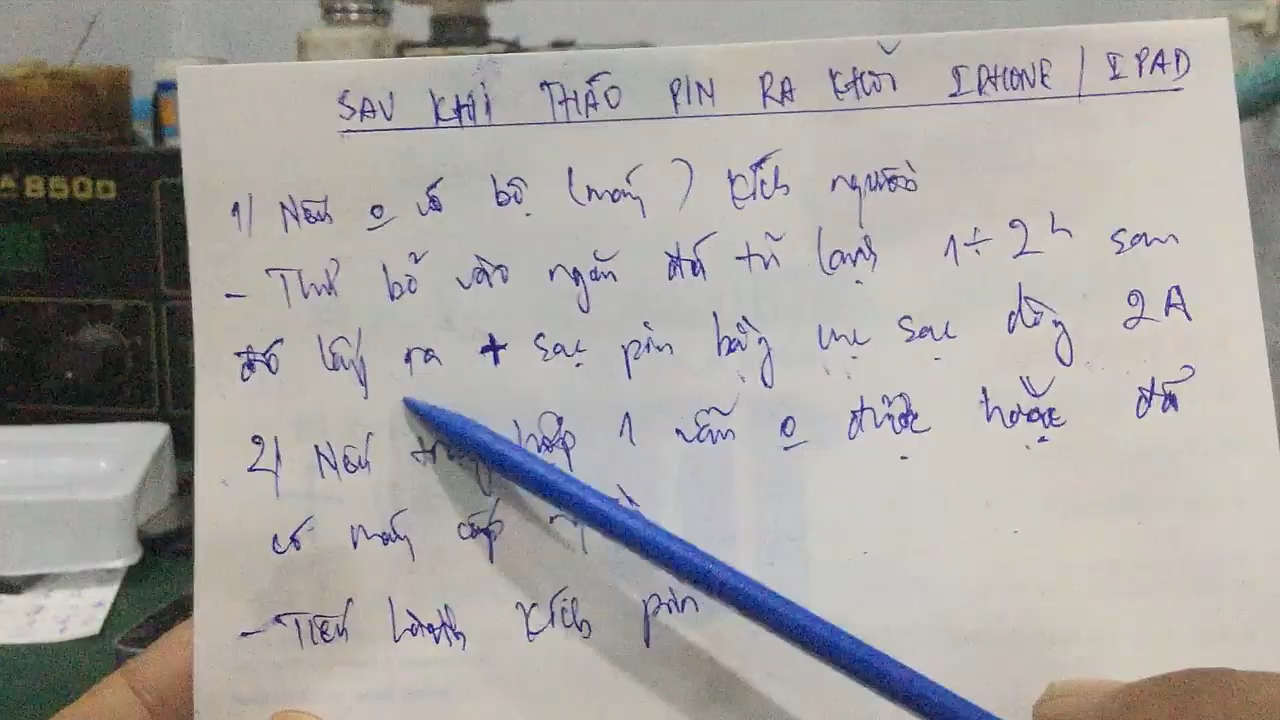 SAU KHI THÁO PIN RA KHỎI IPHONE / IPAD
1/ Nếu o có bộ (máy) kích nguồn
- Thì bỏ vào ngăn đá tủ lạnh 1÷2h sau
đó lấy ra + sạc pin bằng sạc dòng 2A
2/ Nếu trường hợp 1 vẫn o được hoặc đã
có máy cấp
- Tiến hành kích pin
8500